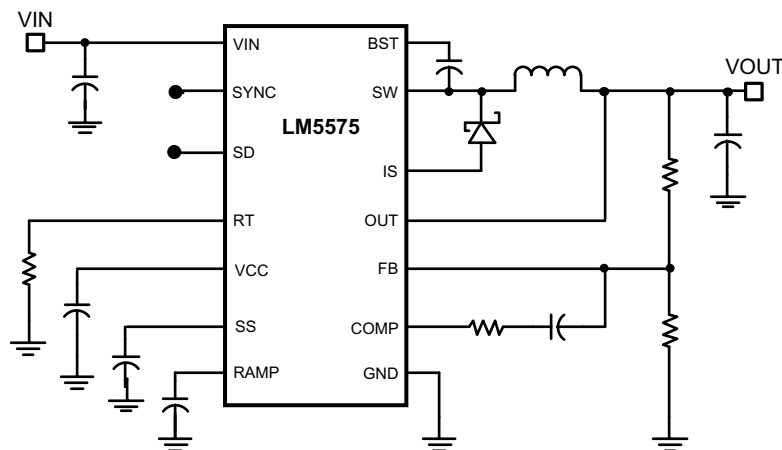 VIN
VIN
BST
SYNC
SW
VOUT
LM5575
SD
IS
RT
OUT
VCC
FB
SS
COMP
RAMP
GND